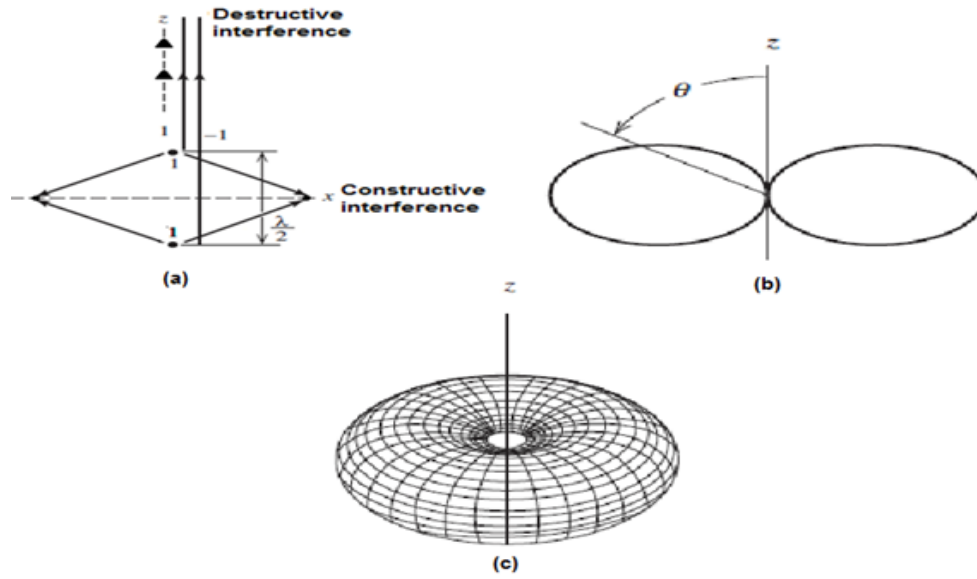 Destructive
interference
z
1
-1
1
x
Constructive
interference
λ
2
1
(a)
z
θ
(b)
z
(c)